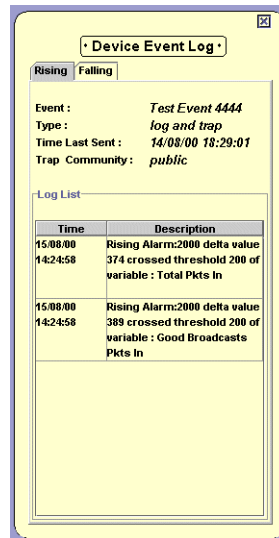 • Device Event Log •
Rising Falling
Event : Test Event 4444
Type : log and trap
Time Last Sent : 14/08/00 18:29:01
Trap Community : public
Log List
Time Description
15/08/00 Rising Alarm:2000 delta value
14:24:58 374 crossed threshold 200 of
variable : Total Pkts In
15/08/00 Rising Alarm:2000 delta value
14:24:58 389 crossed threshold 200 of
variable : Good Broadcasts
Pkts In